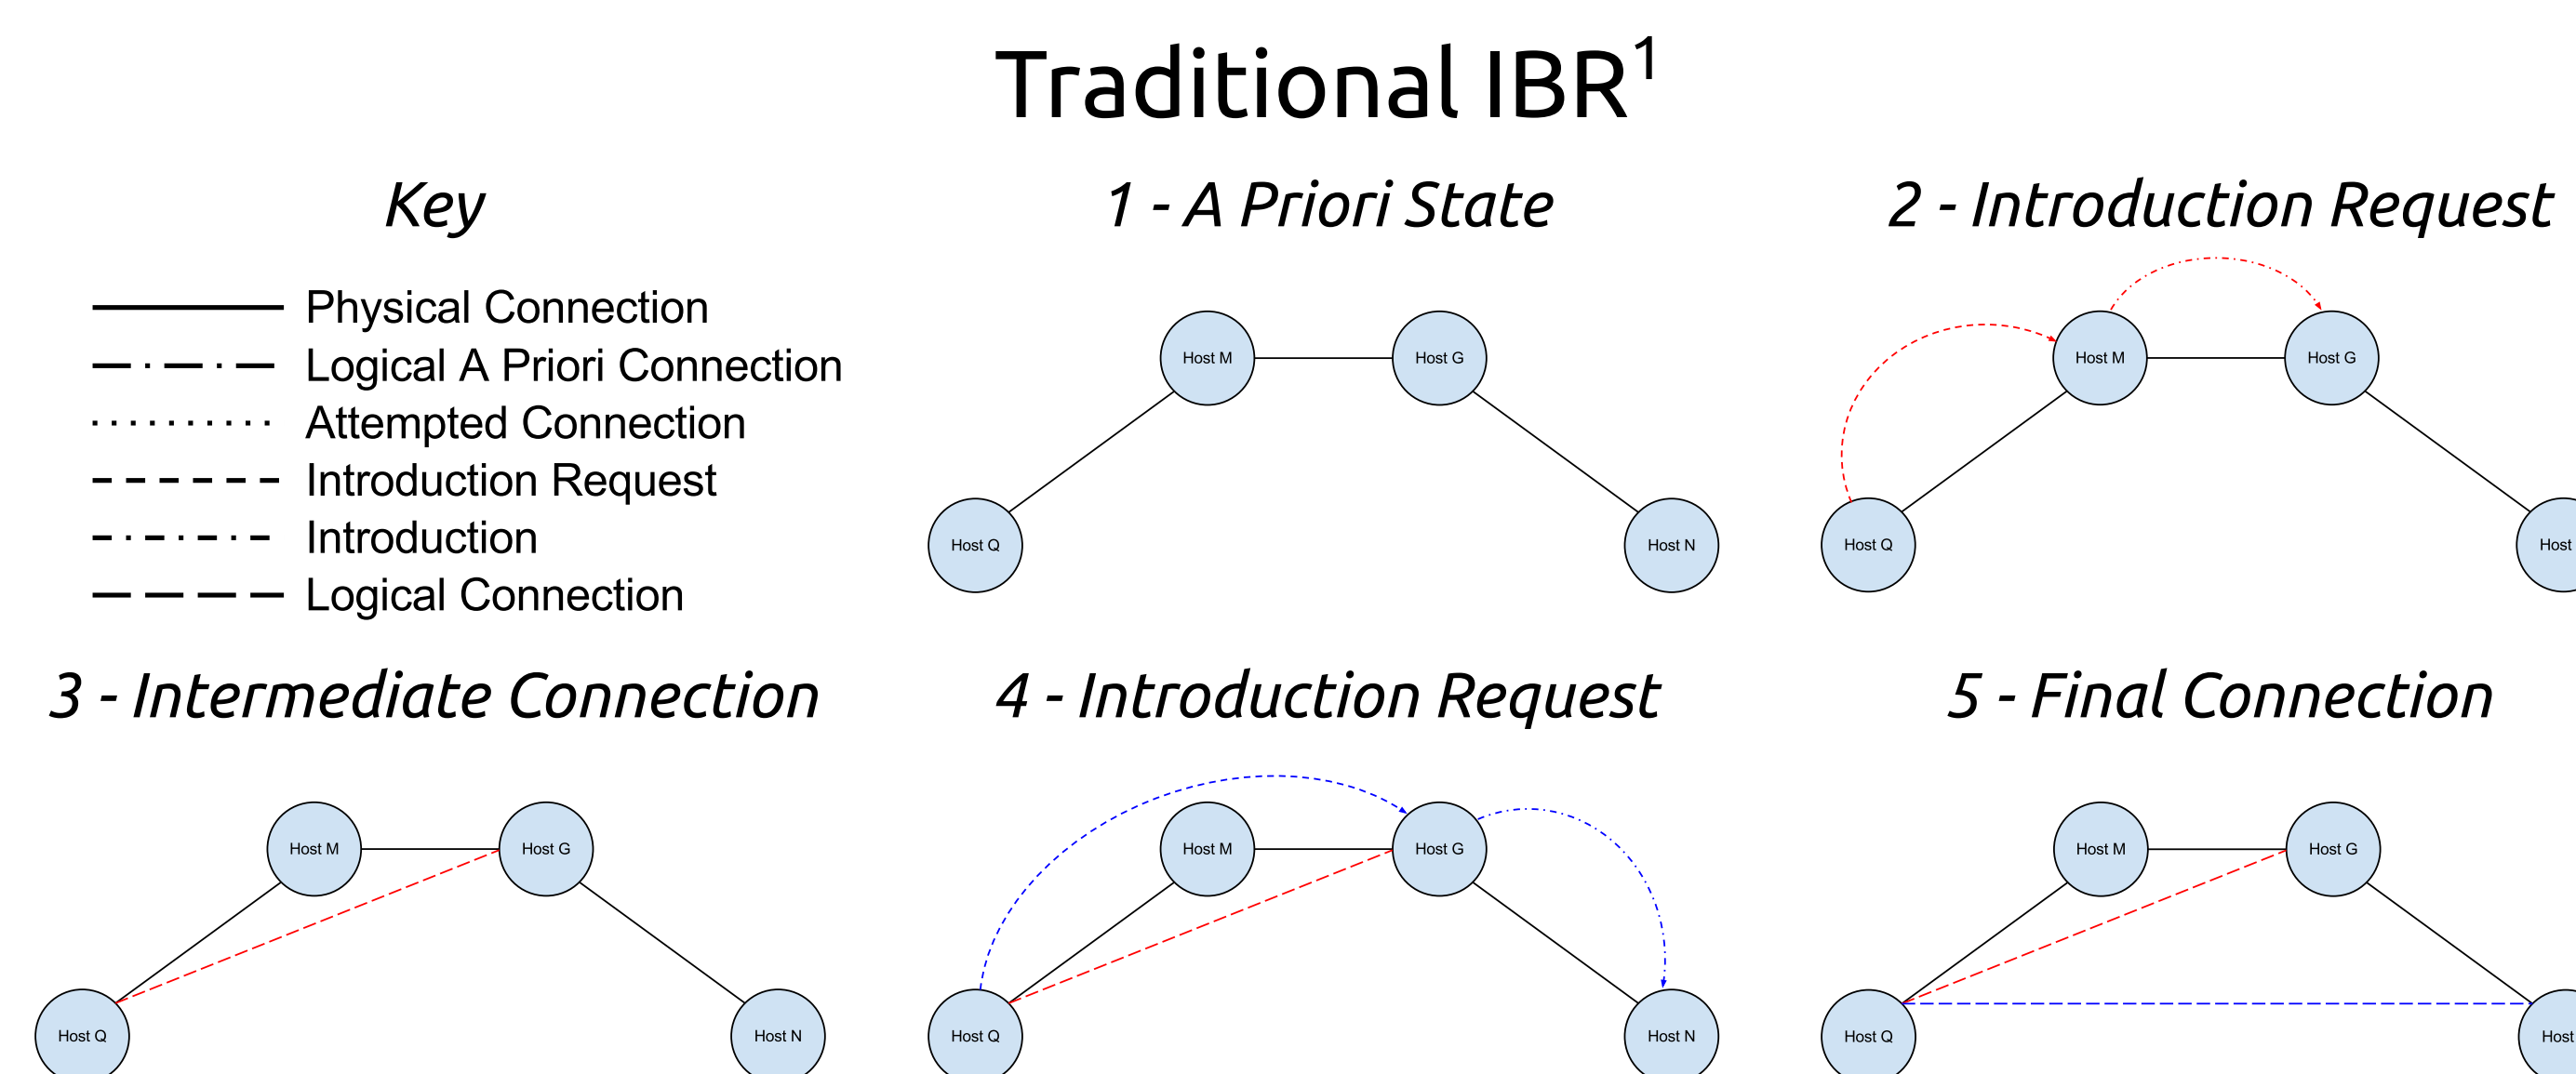 Traditional IBR¹
Key
Physical Connection
Logical A Priori Connection
Attempted Connection
Introduction Request
Introduction
Logical Connection
1 - A Priori State
Host M
Host G
Host Q
Host N
2 - Introduction Request
Host M
Host G
Host Q
Host
3 - Intermediate Connection
Host M
Host G
Host Q
Host N
4 - Introduction Request
Host M
Host G
Host Q
Host N
5 - Final Connection
Host M
Host G
Host Q
Host